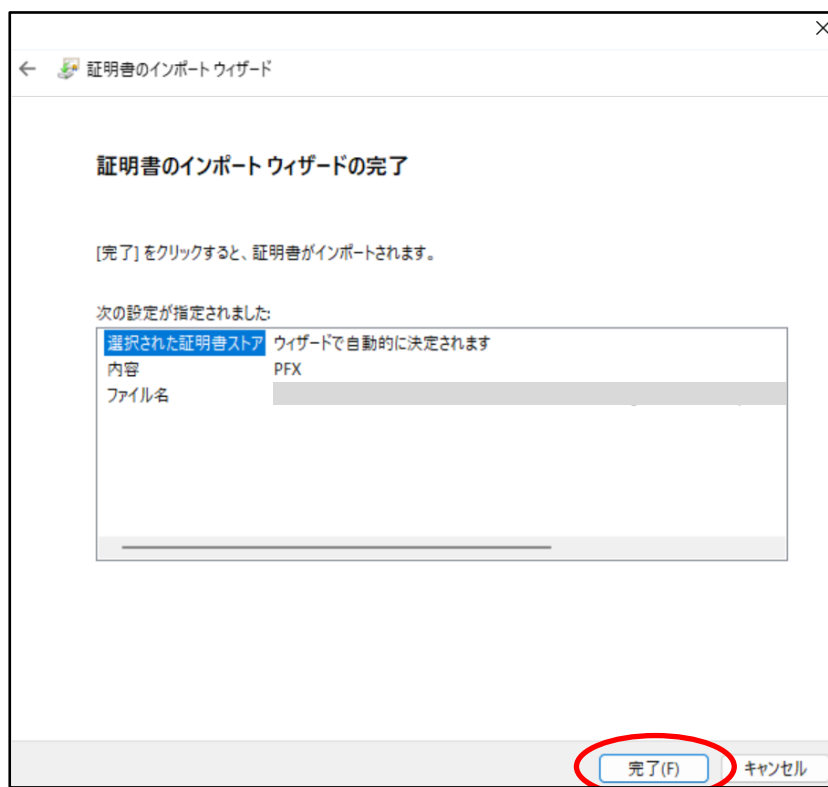 証明書のインポート ウィザード
証明書のインポート ウィザードの完了
[完了] をクリックすると、証明書がインポートされます。
次の設定が指定されました:
選択された証明書ストア ウィザードで自動的に決定されます
内容 PFX
ファイル名
完了(F) キャンセル